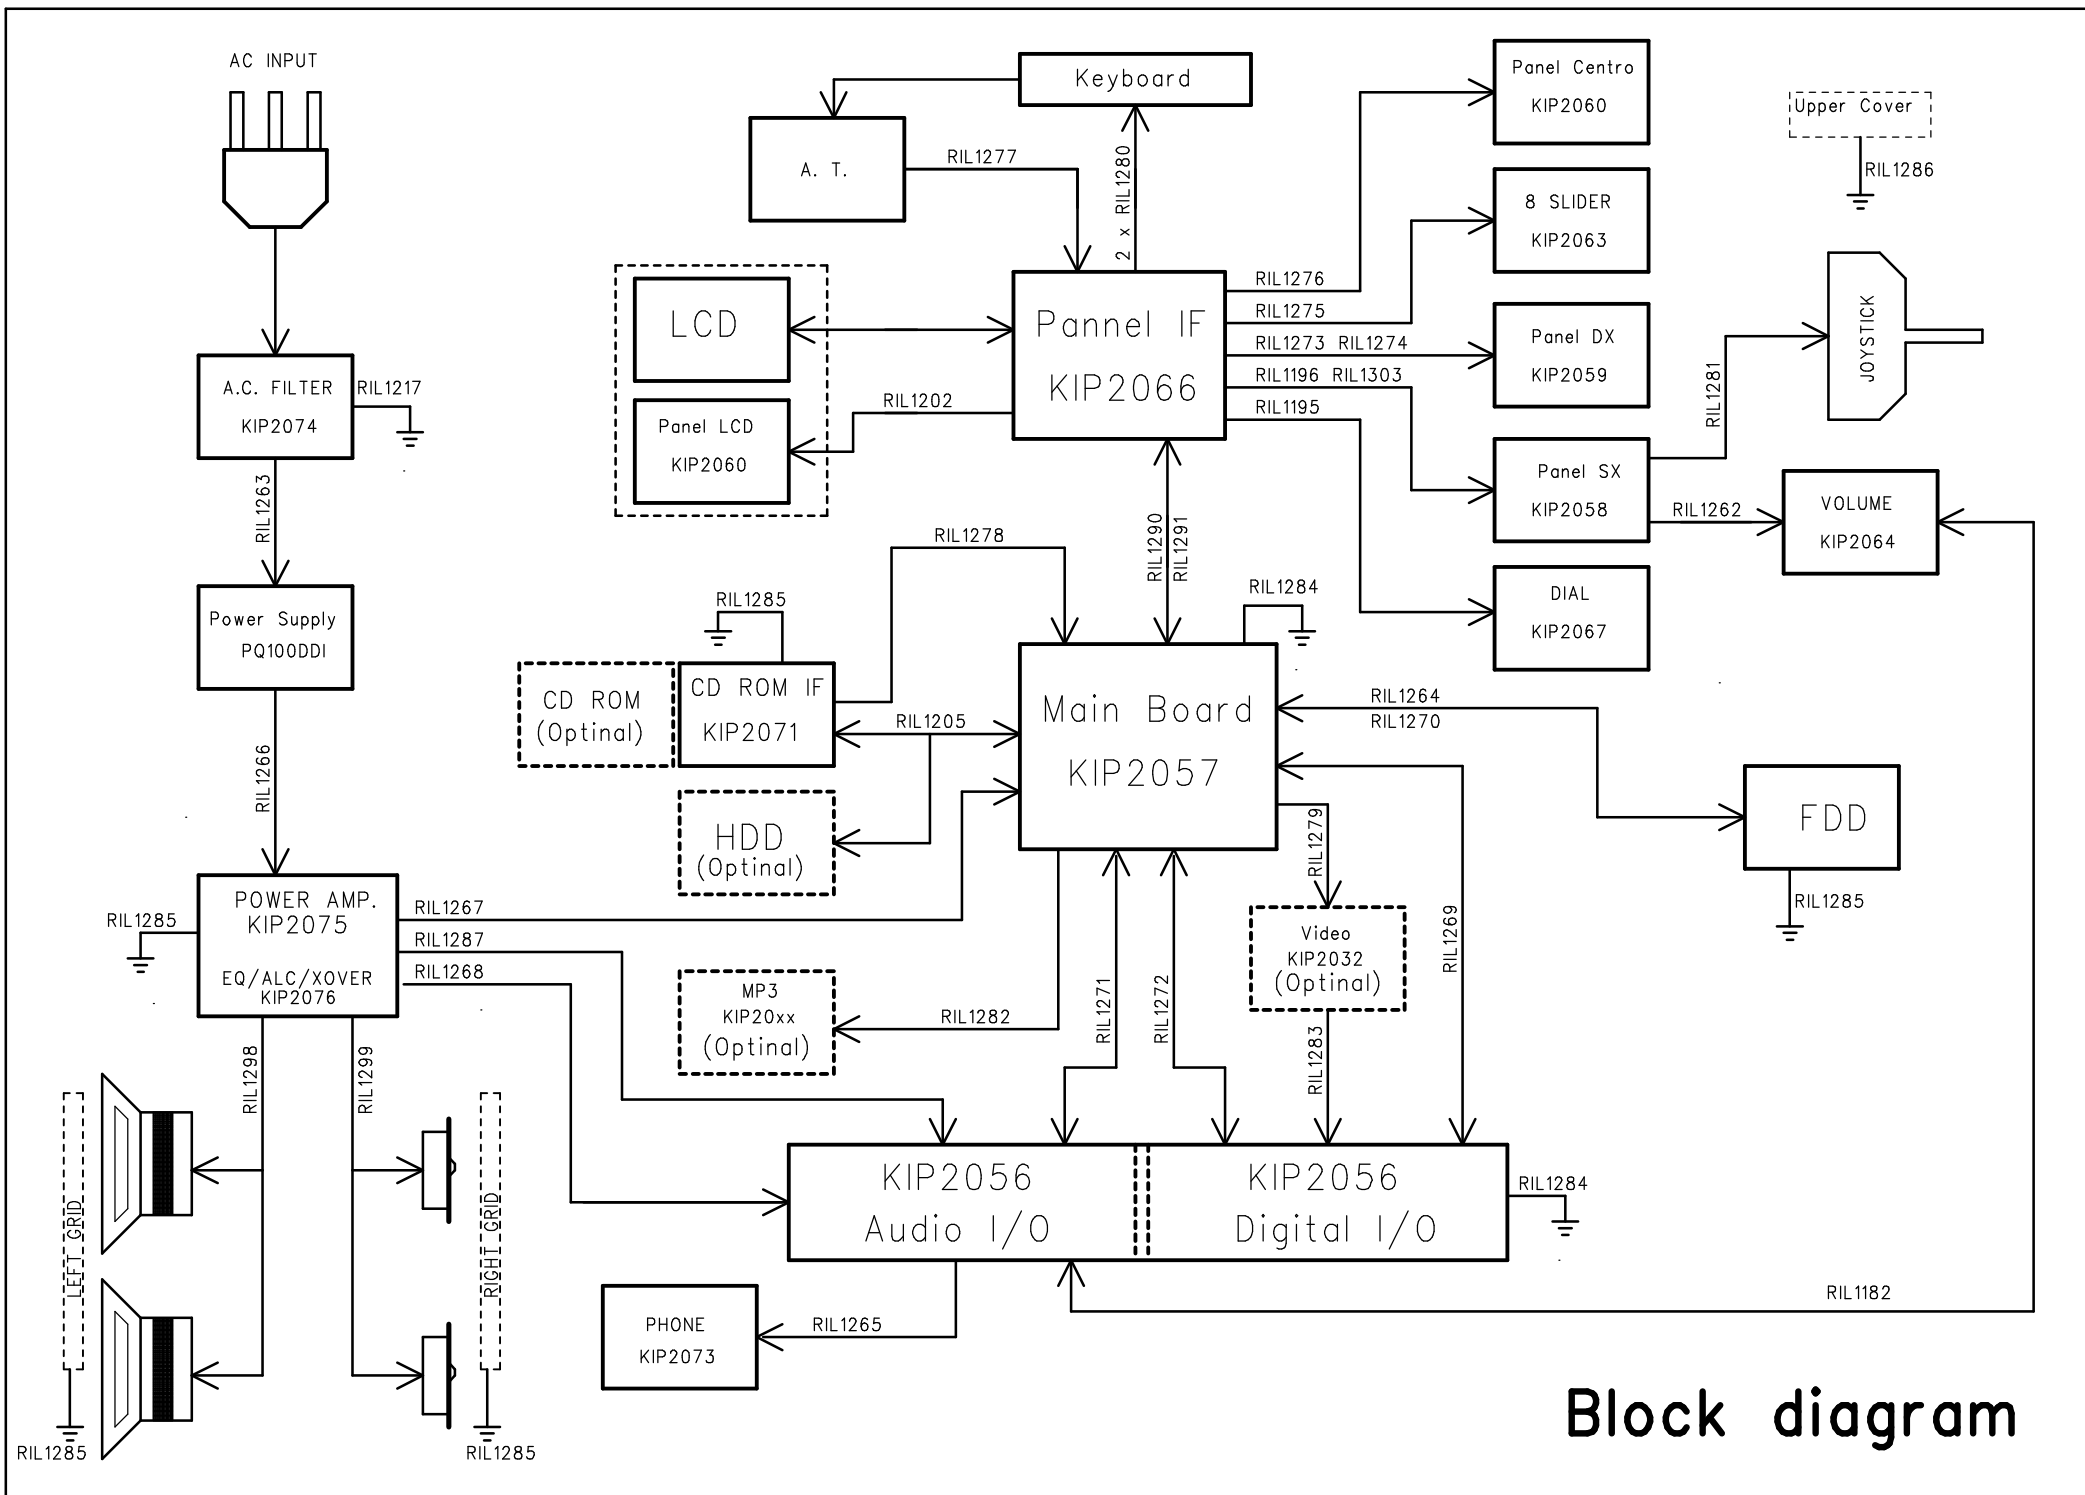 AC INPUT
Keyboard
A. T.
RIL1277
2 x RIL1280
Panel Centro
KIP2060
Upper Cover
RIL1286
8 SLIDER
KIP2063
JOYSTICK
LCD
Panel LCD
KIP2060
RIL1202
Pannel IF
KIP2066
RIL1276
RIL1275
RIL1273 RIL1274
RIL1196 RIL1303
RIL1195
Panel DX
KIP2059
RIL1281
Panel SX
KIP2058
RIL1262
VOLUME
KIP2064
DIAL
KIP2067
A.C. FILTER
KIP2074
RIL1217
RIL1263
Power Supply
PQ100DDI
RIL1266
RIL1278
RIL1290
RIL1291
RIL1284
RIL1285
CD ROM
(Optinal)
CD ROM IF
KIP2071
RIL1205
Main Board
KIP2057
RIL1264
RIL1270
HDD
(Optinal)
FDD
RIL1285
RIL1279
RIL1269
POWER AMP.
KIP2075
EQ/ALC/XOVER
KIP2076
RIL1285
RIL1267
RIL1287
RIL1268
MP3
KIP20xx
(Optinal)
RIL1282
RIL1271
RIL1272
Video
KIP2032
(Optinal)
RIL1283
RIL1298
RIL1299
LEFT GRID
RIGHT GRID
KIP2056
Audio I/O
KIP2056
Digital I/O
RIL1284
RIL1182
PHONE
KIP2073
RIL1265
RIL1285
RIL1285
Block diagram